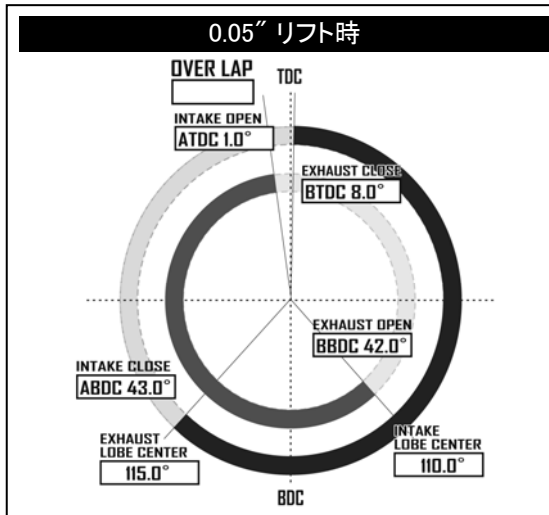 0.05″ リフト時
OVER LAP
TDC
INTAKE OPEN
ATDC 1.0°
EXHAUST CLOSE
BTDC 8.0°
EXHAUST OPEN
BBDC 42.0°
INTAKE CLOSE
ABDC 43.0°
EXHAUST
LOBE CENTER
115.0°
INTAKE
LOBE CENTER
110.0°
BDC